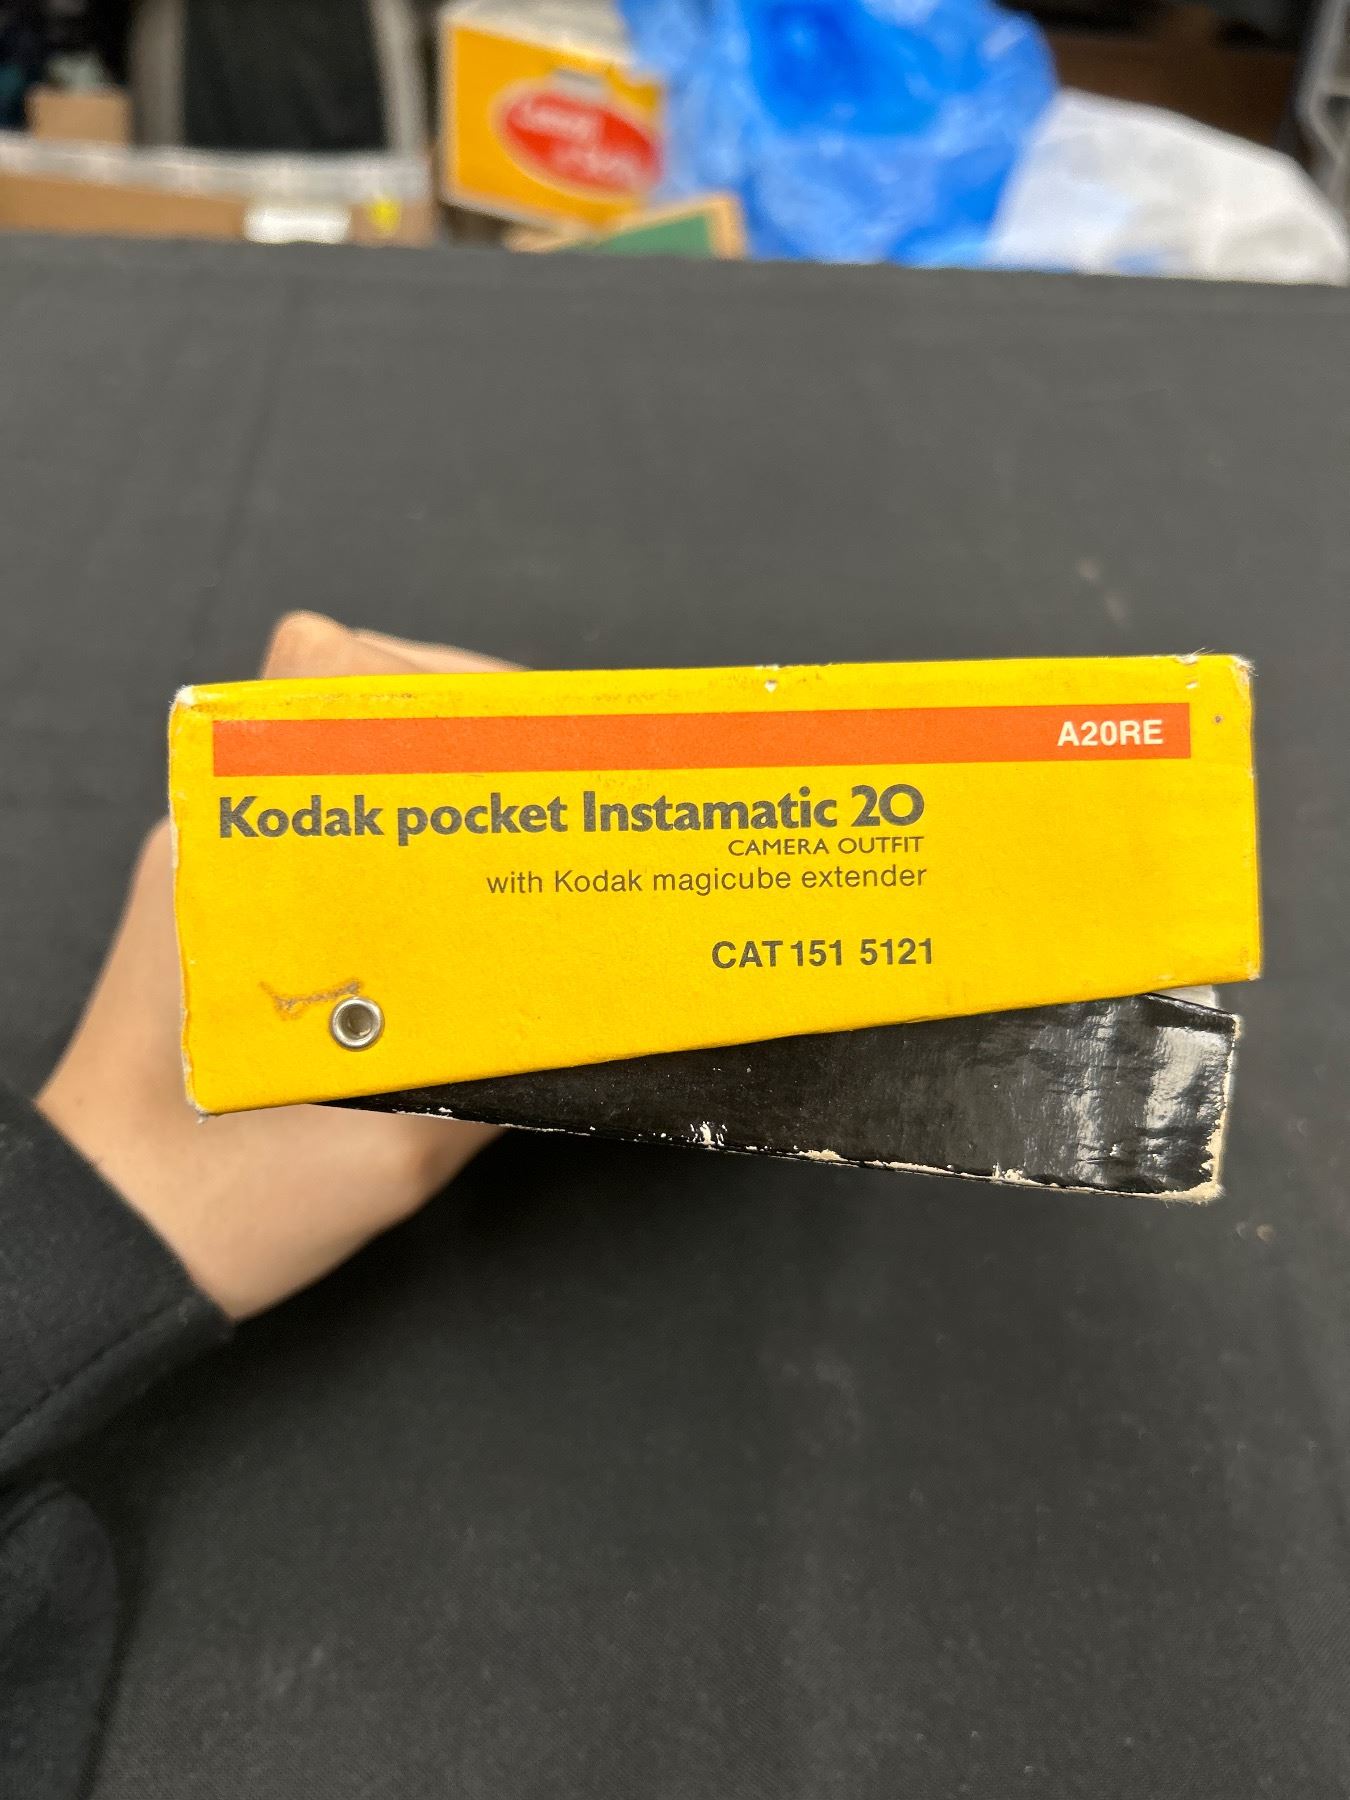 A20RE
Kodak pocket Instamatic 20
CAMERA OUTFIT
with Kodak magicube extender
CAT 151 5121